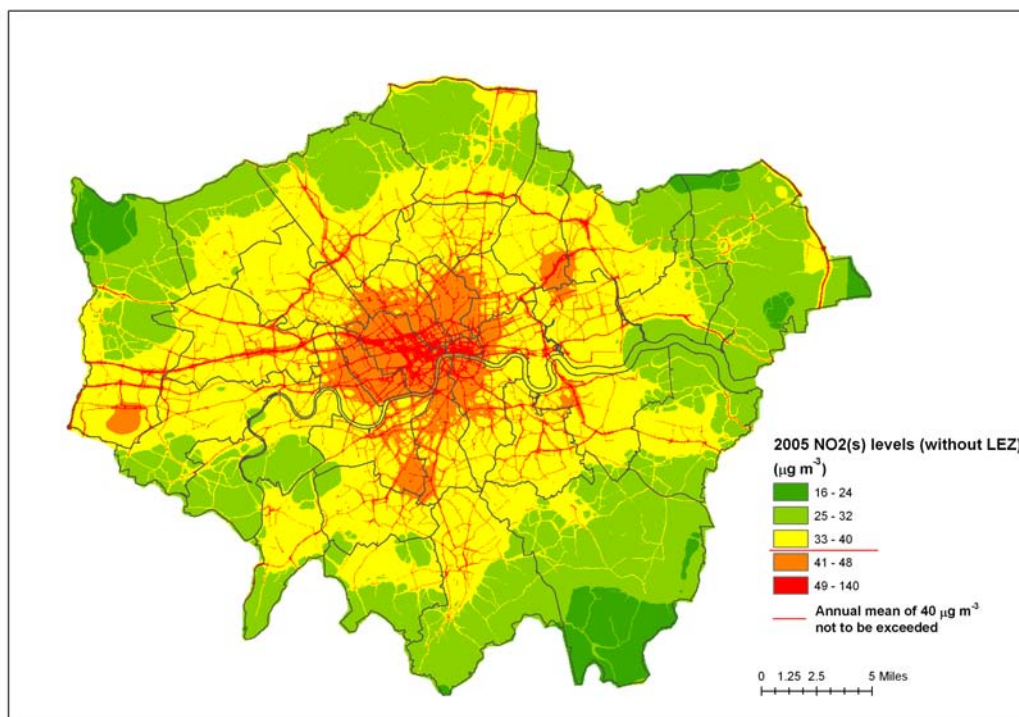 2005 NO2(s) levels (without LEZ)
(µg m⁻³)
16 - 24
25 - 32
33 - 40
41 - 48
49 - 140
Annual mean of 40 µg m⁻³
not to be exceeded
0 1.25 2.5 5 Miles